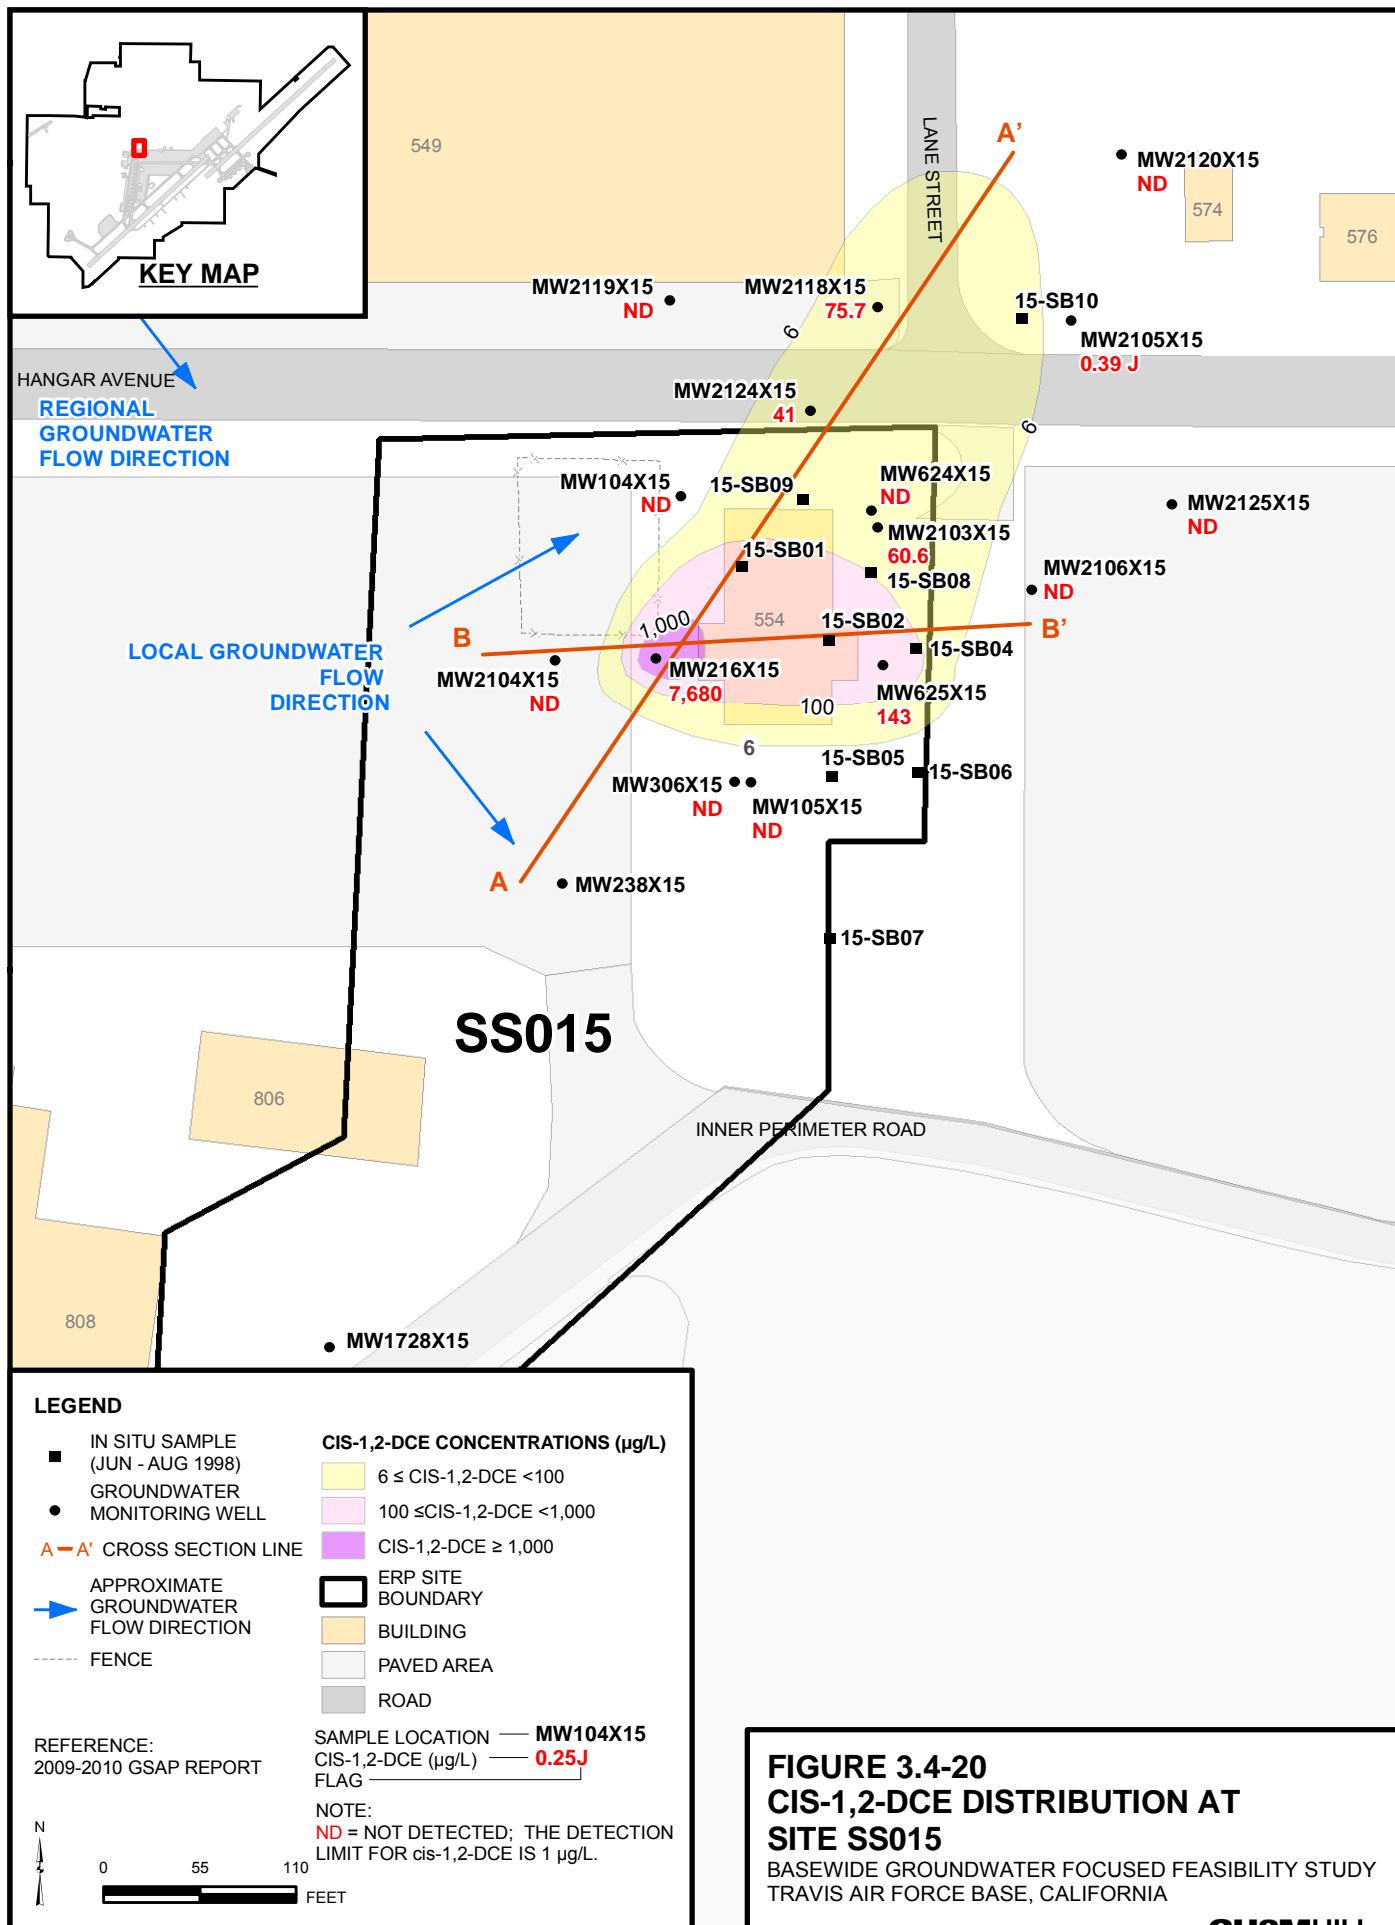 KEY MAP
549
LANE STREET
A'
MW2120X15
ND
574
576
MW2119X15
ND
MW2118X15
75.7
15-SB10
MW2105X15
0.39 J
6
HANGAR AVENUE
REGIONAL
GROUNDWATER
FLOW DIRECTION
MW2124X15
41
6
MW104X15
ND
15-SB09
MW624X15
ND
MW2103X15
60.6
MW2125X15
ND
15-SB01
15-SB08
MW2106X15
ND
1,000
554
15-SB02
B
B'
15-SB04
LOCAL GROUNDWATER
FLOW
DIRECTION
MW2104X15
ND
MW216X15
7,680
MW625X15
143
100
6
15-SB05
15-SB06
MW306X15
ND
MW105X15
ND
A
MW238X15
15-SB07
SS015
806
INNER PERIMETER ROAD
808
MW1728X15
LEGEND
IN SITU SAMPLE
(JUN - AUG 1998)
GROUNDWATER
MONITORING WELL
A A' CROSS SECTION LINE
APPROXIMATE
GROUNDWATER
FLOW DIRECTION
FENCE
CIS-1,2-DCE CONCENTRATIONS (µg/L)
6 ≤ CIS-1,2-DCE <100
100 ≤CIS-1,2-DCE <1,000
CIS-1,2-DCE ≥ 1,000
ERP SITE
BOUNDARY
BUILDING
PAVED AREA
ROAD
REFERENCE:
2009-2010 GSAP REPORT
SAMPLE LOCATION MW104X15
CIS-1,2-DCE (µg/L) 0.25J
FLAG
NOTE:
ND = NOT DETECTED; THE DETECTION
LIMIT FOR cis-1,2-DCE IS 1 µg/L.
N
0 55 110
FEET
FIGURE 3.4-20
CIS-1,2-DCE DISTRIBUTION AT
SITE SS015
BASEWIDE GROUNDWATER FOCUSED FEASIBILITY STUDY
TRAVIS AIR FORCE BASE, CALIFORNIA